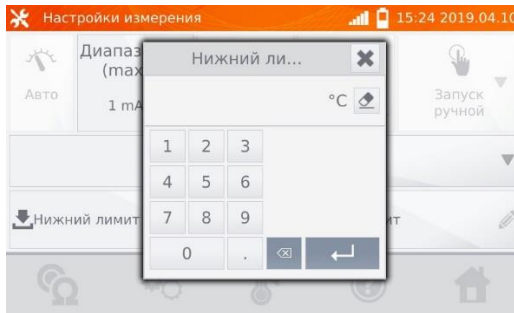 Настройки измерения 15:24 2019.04.10
Диапаз
(max
1 mA
Авто
Нижний ли...
°C
1 2 3
4 5 6
7 8 9
0 .
Запуск
ручной
Нижний лимит
ит